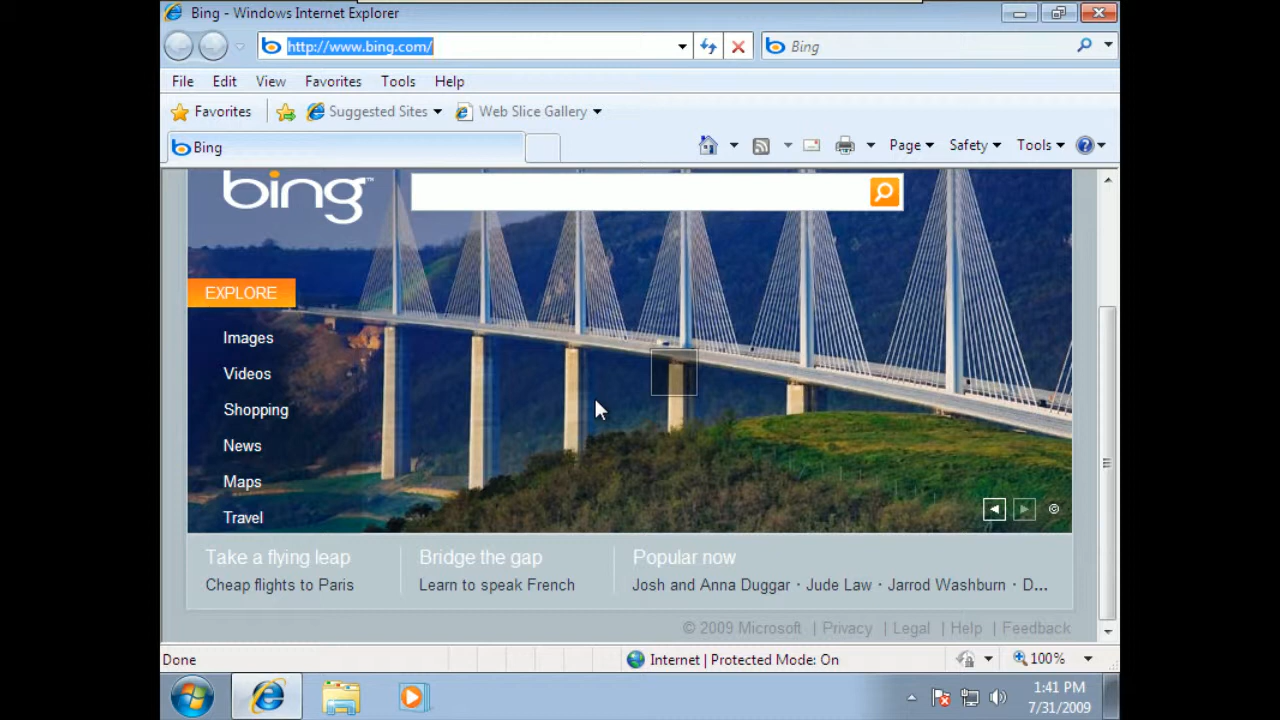 Bing - Windows Internet Explorer
http://www.bing.com/
Bing
File Edit View Favorites Tools Help
Favorites Suggested Sites Web Slice Gallery
Bing
Page Safety Tools
bing™
EXPLORE
Images
Videos
Shopping
News
Maps
Travel
Take a flying leap
Cheap flights to Paris
Bridge the gap
Learn to speak French
Popular now
Josh and Anna Duggar · Jude Law · Jarrod Washburn · D...
© 2009 Microsoft | Privacy | Legal | Help | Feedback
Done
Internet | Protected Mode: On
100%
1:41 PM
7/31/2009